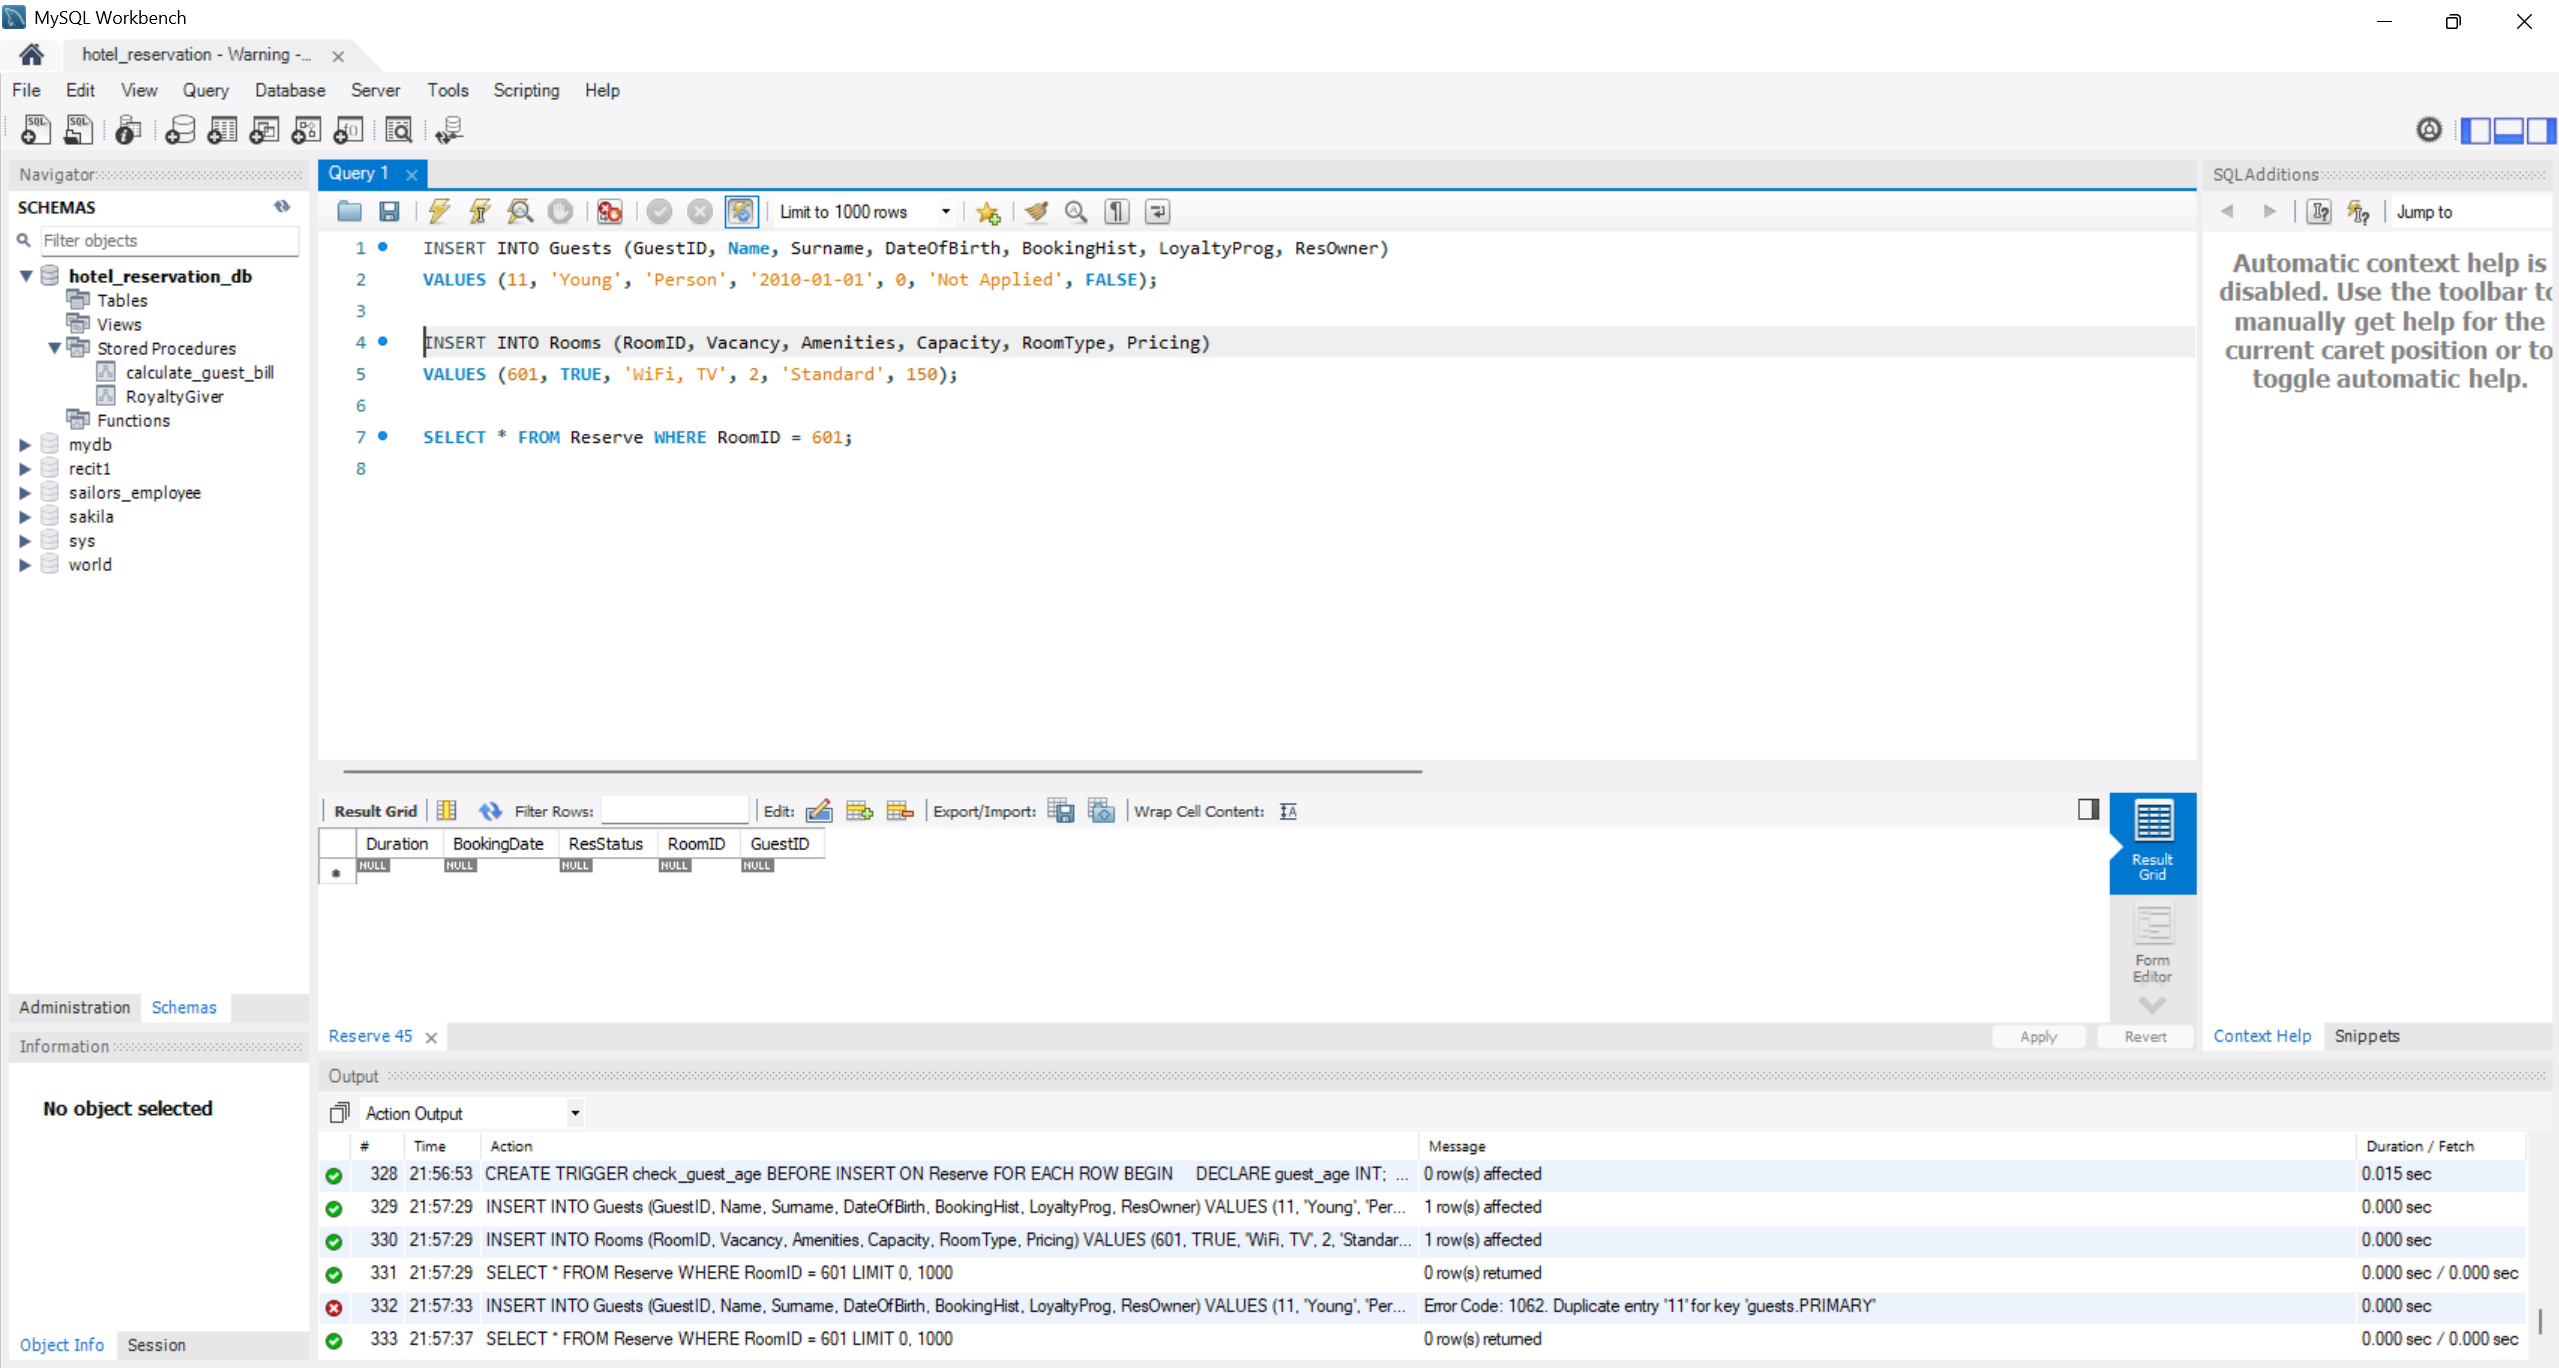 MySQL Workbench
hotel_reservation - Warning -...
File Edit View Query Database Server Tools Scripting Help
Navigator
SCHEMAS
Filter objects
hotel_reservation_db
Tables
Views
Stored Procedures
calculate_guest_bill
RoyaltyGiver
Functions
mydb
recit1
sailors_employee
sakila
sys
world
Administration Schemas
Information
No object selected
Object Info Session
Query 1
Limit to 1000 rows
1 INSERT INTO Guests (GuestID, Name, Surname, DateOfBirth, BookingHist, LoyaltyProg, ResOwner)
2 VALUES (11, 'Young', 'Person', '2010-01-01', 0, 'Not Applied', FALSE);
3
4 INSERT INTO Rooms (RoomID, Vacancy, Amenities, Capacity, RoomType, Pricing)
5 VALUES (601, TRUE, 'WiFi, TV', 2, 'Standard', 150);
6
7 SELECT * FROM Reserve WHERE RoomID = 601;
8
Result Grid Filter Rows: Edit: Export/Import: Wrap Cell Content:
Duration BookingDate ResStatus RoomID GuestID
NULL NULL NULL NULL NULL
Result
Grid
Form
Editor
Reserve 45
Apply Revert
SQLAdditions
Jump to
Automatic context help is
disabled. Use the toolbar to
manually get help for the
current caret position or to
toggle automatic help.
Context Help Snippets
Output
Action Output
# Time Action Message Duration / Fetch
328 21:56:53 CREATE TRIGGER check_guest_age BEFORE INSERT ON Reserve FOR EACH ROW BEGIN DECLARE guest_age INT; ... 0 row(s) affected 0.015 sec
329 21:57:29 INSERT INTO Guests (GuestID, Name, Surname, DateOfBirth, BookingHist, LoyaltyProg, ResOwner) VALUES (11, 'Young', 'Per... 1 row(s) affected 0.000 sec
330 21:57:29 INSERT INTO Rooms (RoomID, Vacancy, Amenities, Capacity, RoomType, Pricing) VALUES (601, TRUE, 'WiFi, TV', 2, 'Standar... 1 row(s) affected 0.000 sec
331 21:57:29 SELECT * FROM Reserve WHERE RoomID = 601 LIMIT 0, 1000 0 row(s) returned 0.000 sec / 0.000 sec
332 21:57:33 INSERT INTO Guests (GuestID, Name, Surname, DateOfBirth, BookingHist, LoyaltyProg, ResOwner) VALUES (11, 'Young', 'Per... Error Code: 1062. Duplicate entry '11' for key 'guests.PRIMARY' 0.000 sec
333 21:57:37 SELECT * FROM Reserve WHERE RoomID = 601 LIMIT 0, 1000 0 row(s) returned 0.000 sec / 0.000 sec